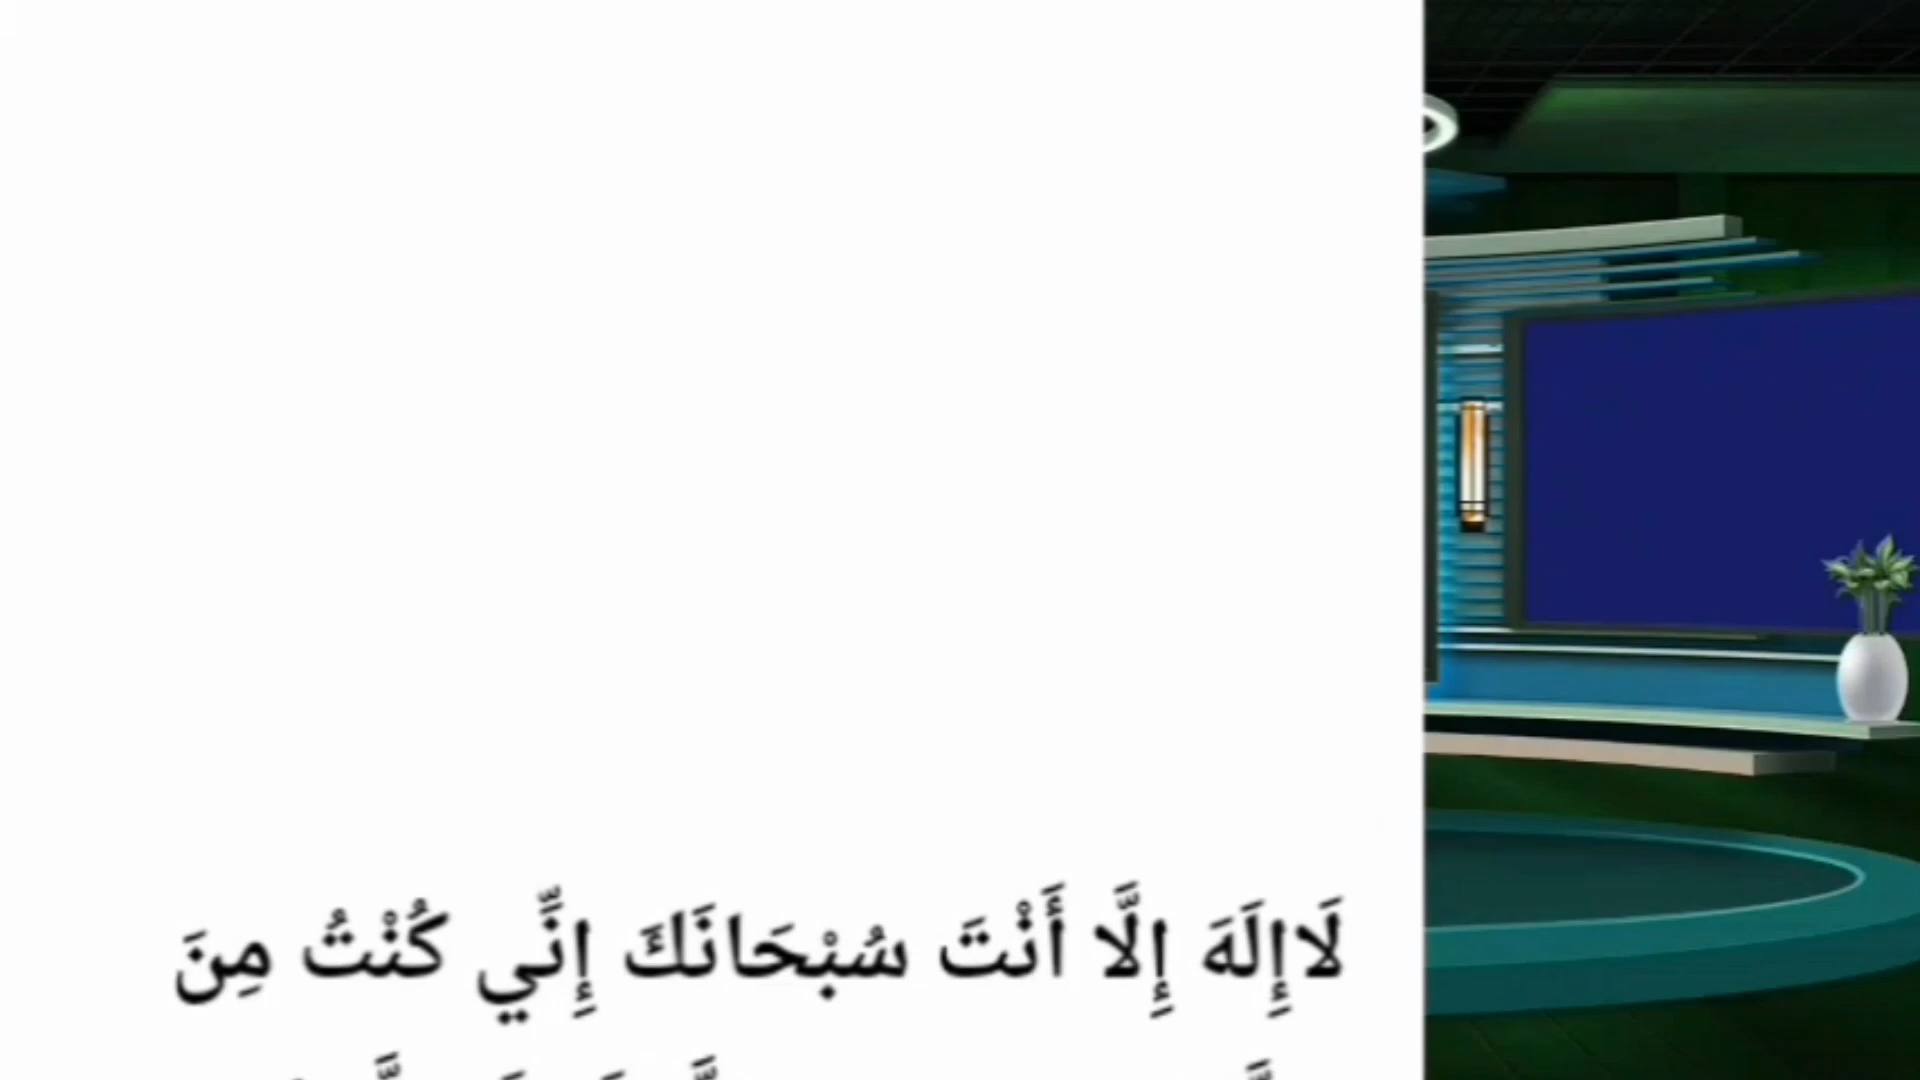 لَاإِلَهَ إِلَّا أَنْتَ سُبْحَانَكَ إِنِّي كُنْتُ مِنَ